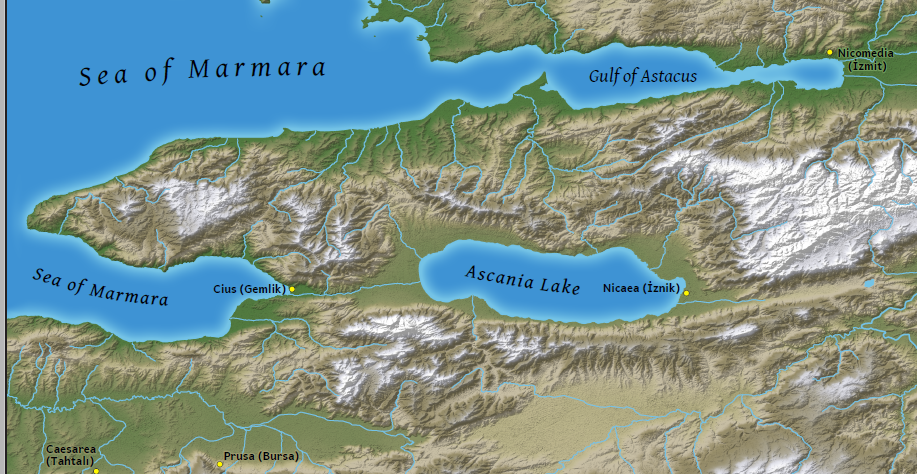 Sea of Marmara
Nicomedia
(İzmit)
Gulf of Astacus
Sea of Marmara
Cius (Gemlik)
Ascania Lake
Nicaea (İznik)
Caesarea
(Tahtalı)
Prusa (Bursa)